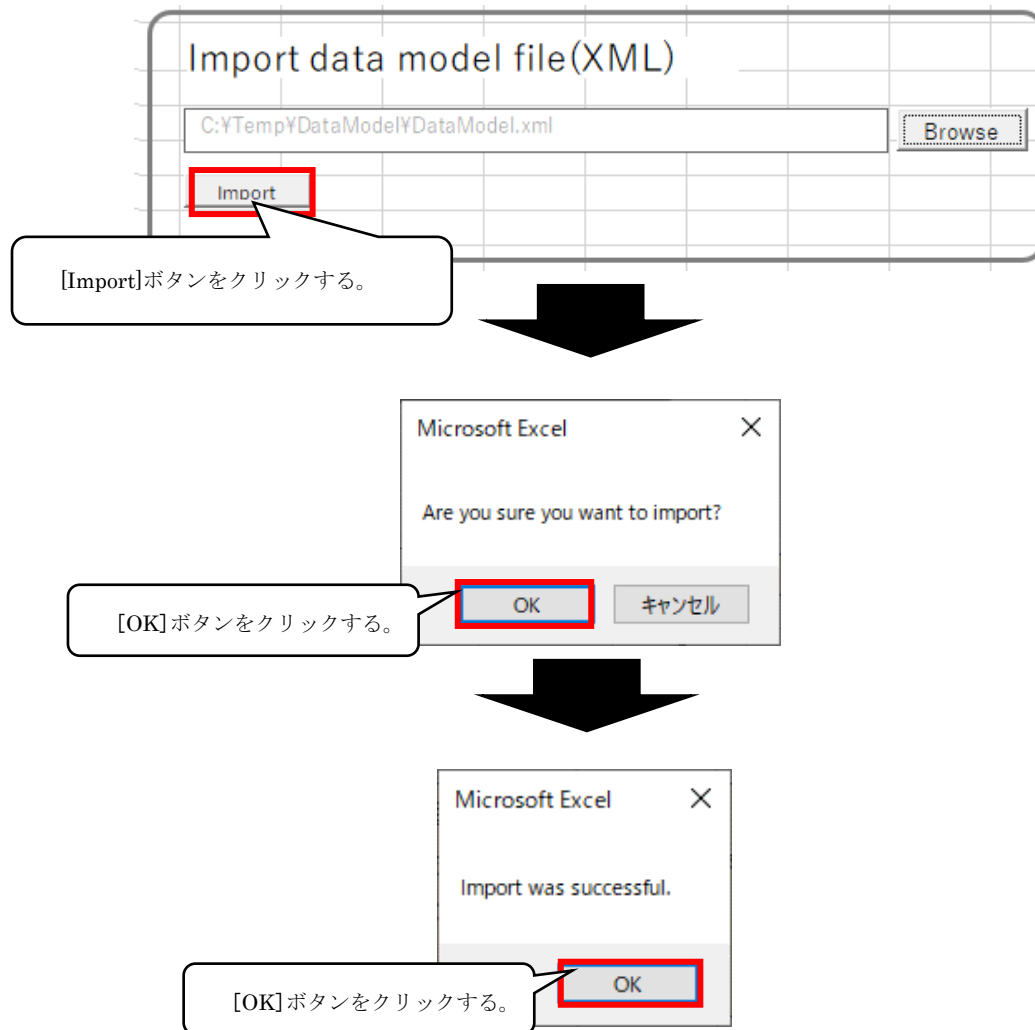 Import data model file(XML)
C:¥Temp¥DataModel¥DataModel.xml
Browse
Import
[Import]ボタンをクリックする。
Microsoft Excel
Are you sure you want to import?
OK
キャンセル
[OK]ボタンをクリックする。
Microsoft Excel
Import was successful.
OK
[OK]ボタンをクリックする。